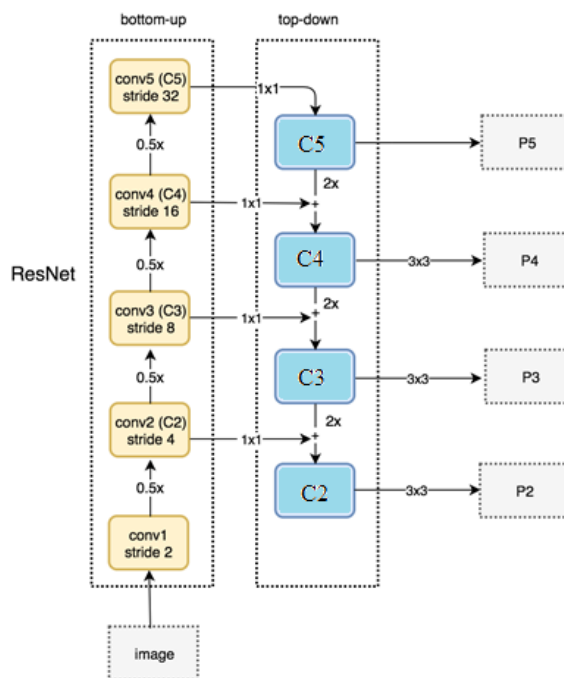 bottom-up
top-down
conv5 (C5)
stride 32
1x1
C5
P5
0.5x
2x
conv4 (C4)
stride 16
1x1
+
C4
3x3
P4
ResNet
0.5x
2x
conv3 (C3)
stride 8
1x1
+
C3
3x3
P3
0.5x
2x
conv2 (C2)
stride 4
1x1
+
C2
3x3
P2
0.5x
conv1
stride 2
image